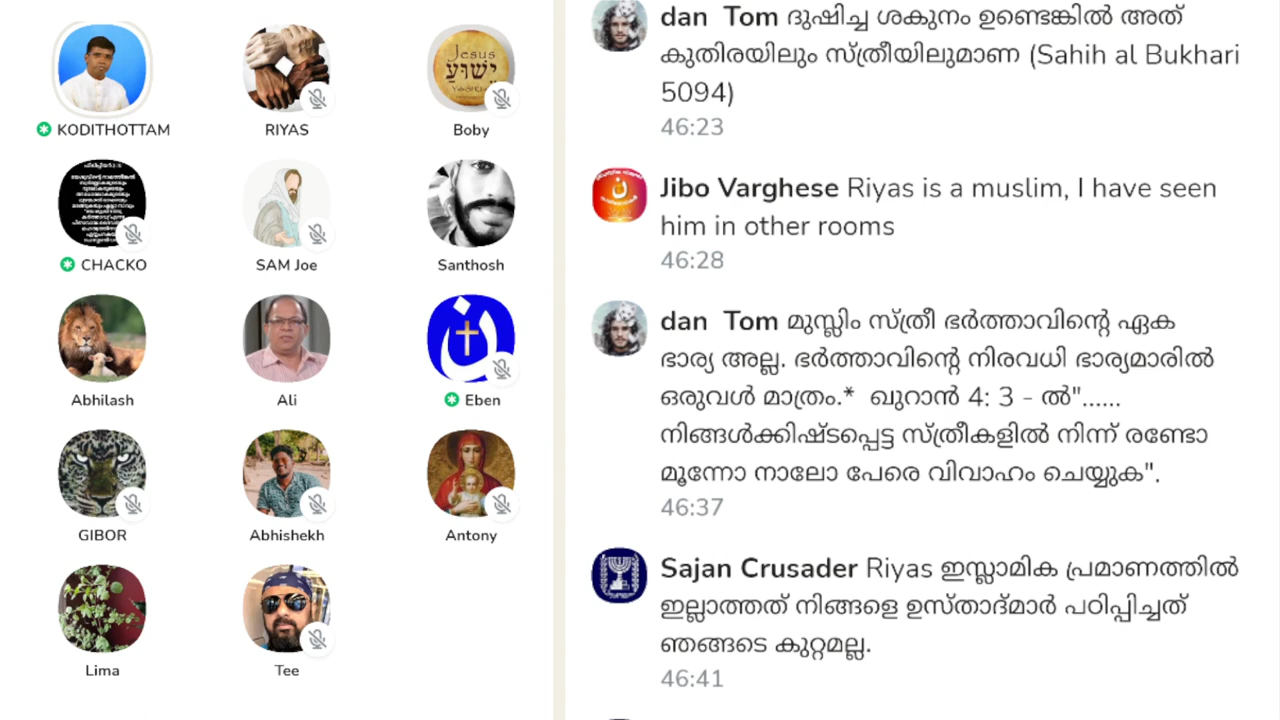 KODITHOTTAM
RIYAS
Jesus
ישוע
Boby
CHACKO
SAM Joe
Santhosh
Abhilash
Ali
Eben
GIBOR
Abhishekh
Antony
Lima
Tee
dan Tom ദുഷിച്ച ശകുനം ഉണ്ടെങ്കിൽ അത്
കുതിരയിലും സ്ത്രീയിലുമാണ (Sahih al Bukhari
5094)
46:23
Jibo Varghese Riyas is a muslim, I have seen
him in other rooms
46:28
dan Tom മുസ്ലിം സ്ത്രീ ഭർത്താവിന്റെ ഏക
ഭാര്യ അല്ല. ഭർത്താവിന്റെ നിരവധി ഭാര്യമാരിൽ
ഒരുവൾ മാത്രം.* ഖുറാൻ 4: 3 - ൽ"......
നിങ്ങൾക്കിഷ്ടപ്പെട്ട സ്ത്രീകളിൽ നിന്ന് രണ്ടോ
മൂന്നോ നാലോ പേരെ വിവാഹം ചെയ്യുക".
46:37
Sajan Crusader Riyas ഇസ്ലാമിക പ്രമാണത്തിൽ
ഇല്ലാത്തത് നിങ്ങളെ ഉസ്താദ്മാർ പഠിപ്പിച്ചത്
ഞങ്ങടെ കുറ്റമല്ല.
46:41